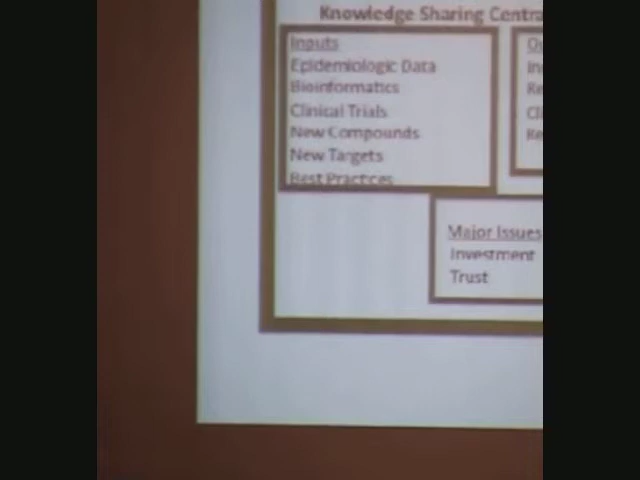 Knowledge Sharing Centra
Inputs
Epidemiologic Data
Bioinformatics
Clinical Trials
New Compounds
New Targets
Best Practices
Major Issues
Investment
Trust